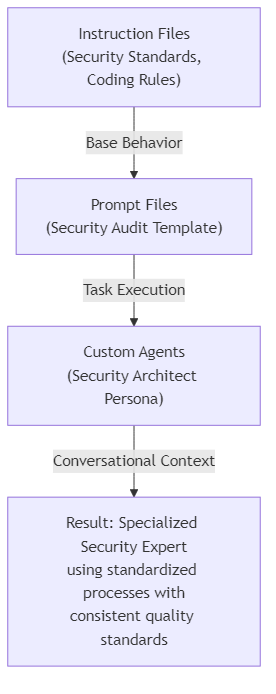 Instruction Files
(Security Standards,
Coding Rules)
Base Behavior
Prompt Files
(Security Audit Template)
Task Execution
Custom Agents
(Security Architect
Persona)
Conversational Context
Result: Specialized
Security Expert
using standardized
processes with
consistent quality
standards